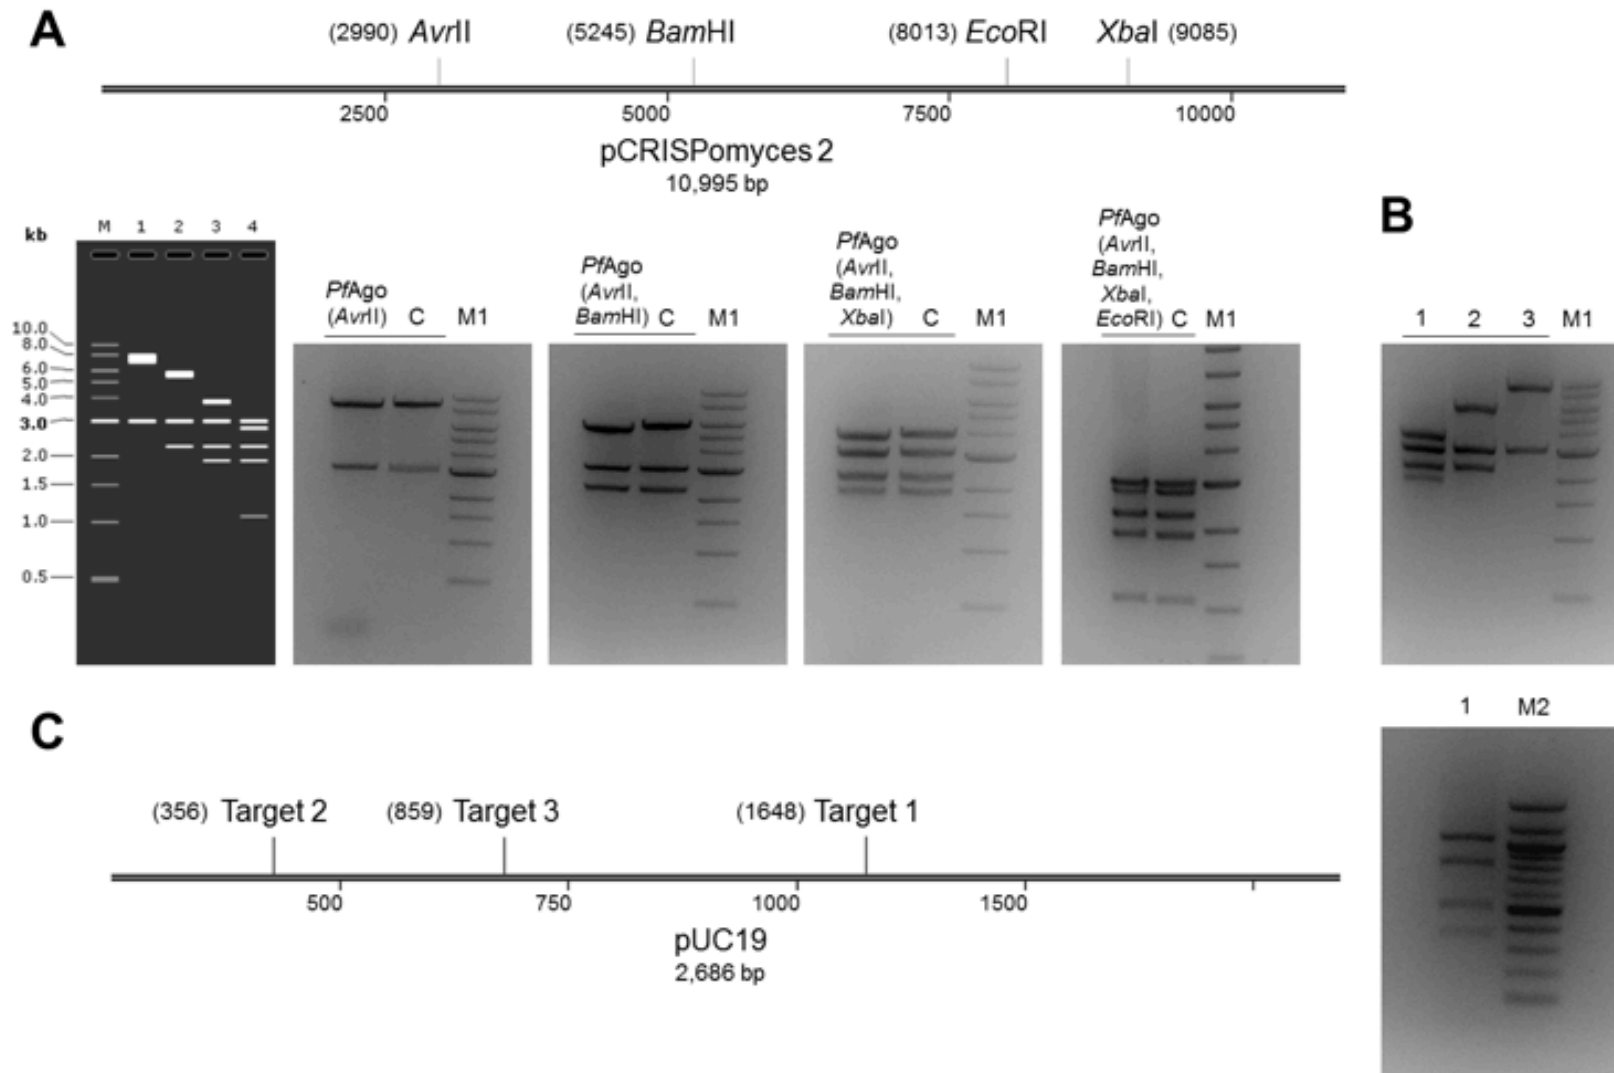 A
(2990) AvrII
(5245) BamHI
(8013) EcoRI
XbaI (9085)
2500
5000
7500
10000
pCRISPomyces 2
10,995 bp
kb
M 1 2 3 4
10.0
8.0
6.0
5.0
4.0
3.0
2.0
1.5
1.0
0.5
PfAgo
(AvrII) C M1
PfAgo
(AvrII,
BamHI) C M1
PfAgo
(AvrII,
BamHI,
XbaI) C M1
PfAgo
(AvrII,
BamHI,
XbaI,
EcoRI) C M1
B
1 2 3 M1
1 M2
C
(356) Target 2
(859) Target 3
(1648) Target 1
500
750
1000
1500
pUC19
2,686 bp